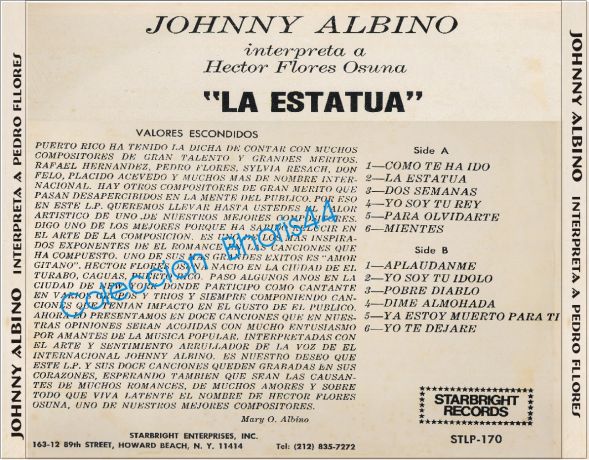 JOHNNY ALBINO
interpreta a
Hector Flores Osuna
"LA ESTATUA"
VALORES ESCONDIDOS
PUERTO RICO HA TENIDO LA DICHA DE CONTAR CON MUCHOS
COMPOSITORES DE GRAN TALENTO Y GRANDES MERITOS.
RAFAEL HERNANDEZ, PEDRO FLORES, SYLVIA RESACH, DON
FELO, PLACIDO ACEVEDO Y MUCHOS MAS DE NOMBRE INTER-
NACIONAL. HAY OTROS COMPOSITORES DE GRAN MERITO QUE
PASAN DESAPERCIBIDOS EN LA MENTE DEL PUBLICO. POR ESO
EN ESTE L.P. QUEREMOS LLEVAR HASTA USTEDES EL VALOR
ARTISTICO DE UNO DE NUESTROS MEJORES COMPOSITORES.
DIGO UNO DE LOS MEJORES PORQUE HA SABIDO DECIR EN
EL ARTE DE LA COMPOSICION. ES UNO DE LOS MAS INSPIRA-
DOS EXPONENTES DE EL ROMANCE EN LAS CANCIONES QUE
HA COMPUESTO. UNO DE SUS GRANDES EXITOS ES "AMOR
GITANO". HECTOR FLORES OSUNA NACIO EN LA CIUDAD DE EL
TURABO, CAGUAS, PUERTO RICO. PASO ALGUNOS ANOS EN LA
CIUDAD DE DONDE PARTICIPO COMO CANTANTE
EN VARIOS Y TRIOS Y SIEMPRE COMPONIENDO CAN-
CIONES QUE TENIAN IMPACTO EN EL GUSTO DE EL PUBLICO.
AHORA LO PRESENTAMOS EN DOCE CANCIONES QUE EN NUES-
TRAS OPINIONES SERAN ACOJIDAS CON MUCHO ENTUSIASMO
POR AMANTES DE LA MUSICA POPULAR. INTERPRETADAS CON
EL ARTE Y SENTIMIENTO ARRULLADOR DE LA VOZ DE EL
INTERNACIONAL JOHNNY ALBINO. ES NUESTRO DESEO QUE
ESTE L.P. Y SUS DOCE CANCIONES QUEDEN GRABADAS EN SUS
CORAZONES, ESPERANDO TAMBIEN QUE SEAN LAS CAUSAN-
TES DE MUCHOS ROMANCES, DE MUCHOS AMORES Y SOBRE
TODO QUE VIVA LATENTE EL NOMBRE DE HECTOR FLORES
OSUNA, UNO DE NUESTROS MEJORES COMPOSITORES.
Mary O. Albino
STARBRIGHT ENTERPRISES, INC.
163-12 89th STREET, HOWARD BEACH, N. Y. 11414 Tel: (212) 835-7272
Side A
1—COMO TE HA IDO
2—LA ESTATUA
3—DOS SEMANAS
4—YO SOY TU REY
5—PARA OLVIDARTE
6—MIENTES
Side B
1—APLAUDANME
2—YO SOY TU IDOLO
3—POBRE DIABLO
4—DIME ALMOHADA
5—YA ESTOY MUERTO PARA TI
6—YO TE DEJARE
STARBRIGHT
RECORDS
STLP-170
JOHNNY ALBINO INTERPRETA A PEDRO FLLORES
JOHNNY ALBINO INTERPRETA A PEDRO FLLORES
Coleccion Bhoris44